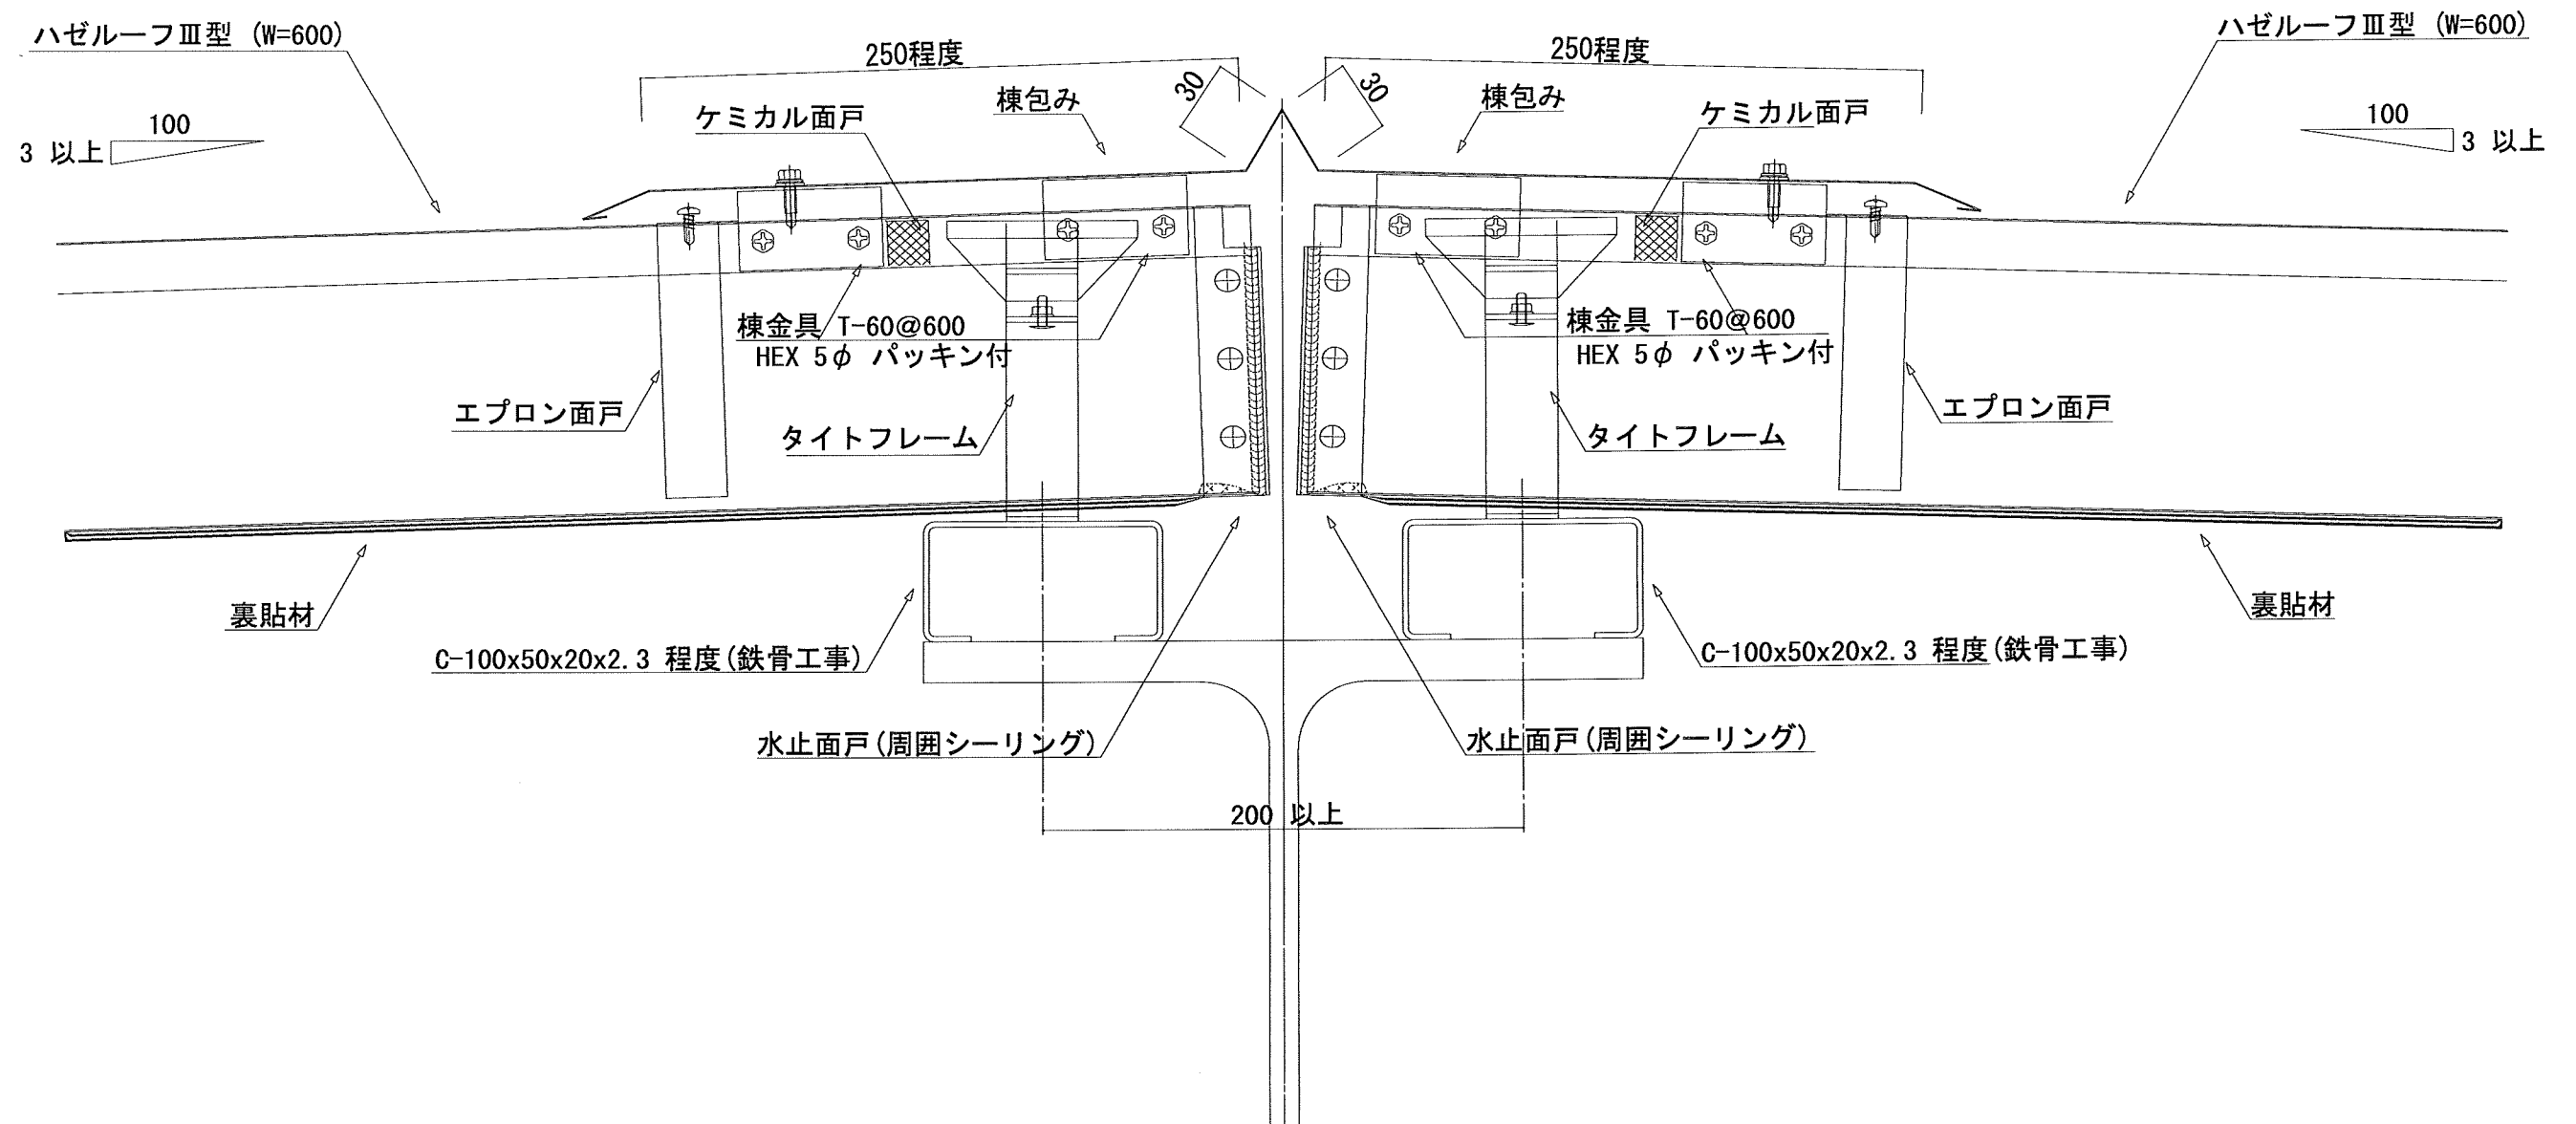 ハゼルーフⅢ型 (W=600)
250程度
250程度
ハゼルーフⅢ型 (W=600)
30
30
棟包み
棟包み
ケミカル面戸
ケミカル面戸
100
3 以上
100
3 以上
棟金具 T-60@600
HEX 5φ パッキン付
棟金具 T-60@600
HEX 5φ パッキン付
エプロン面戸
タイトフレーム
タイトフレーム
エプロン面戸
裏貼材
裏貼材
C-100x50x20x2.3 程度(鉄骨工事)
C-100x50x20x2.3 程度(鉄骨工事)
水止面戸(周囲シーリング)
水止面戸(周囲シーリング)
200 以上